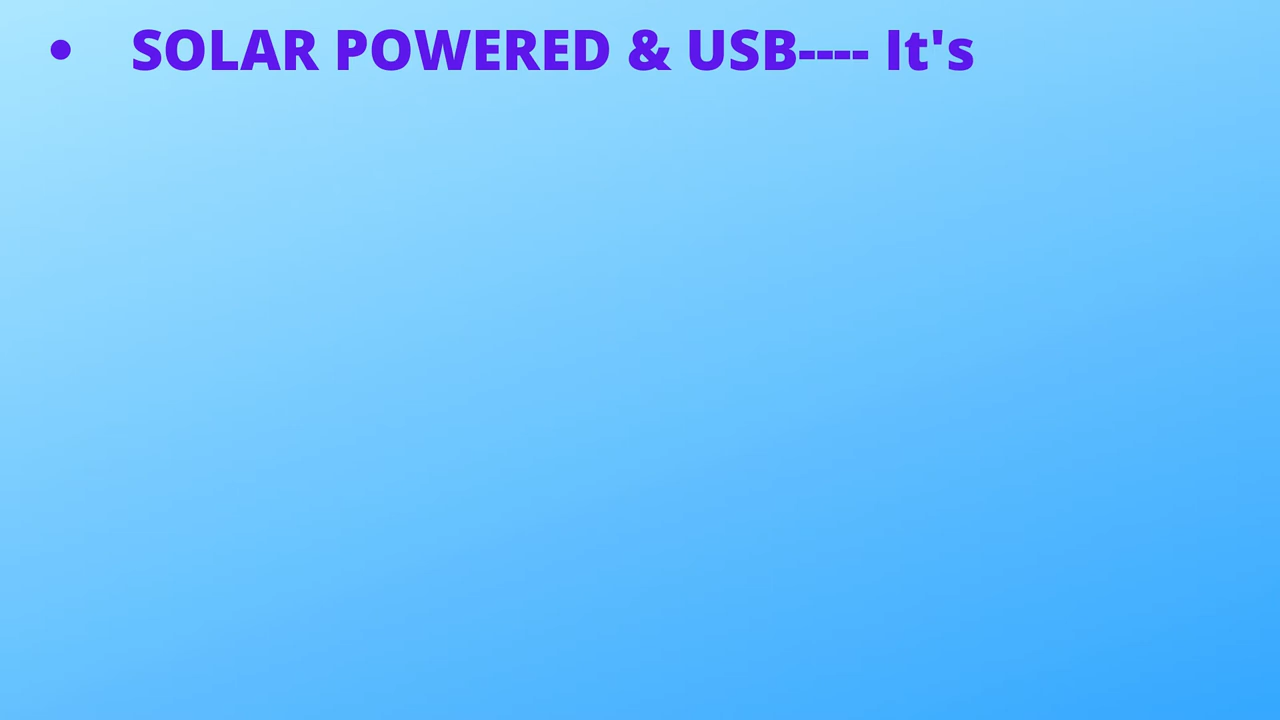 • SOLAR POWERED & USB---- It's